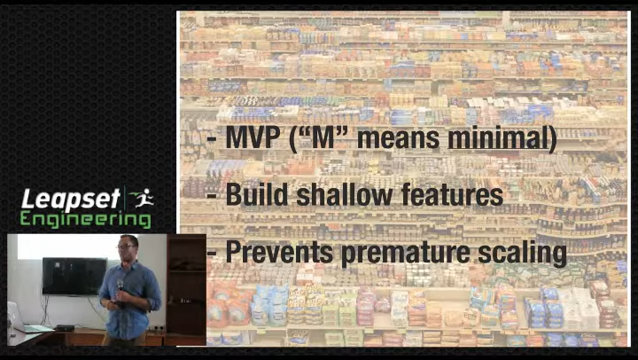 - MVP (“M” means minimal)
- Build shallow features
- Prevents premature scaling
Leapset
Engineering